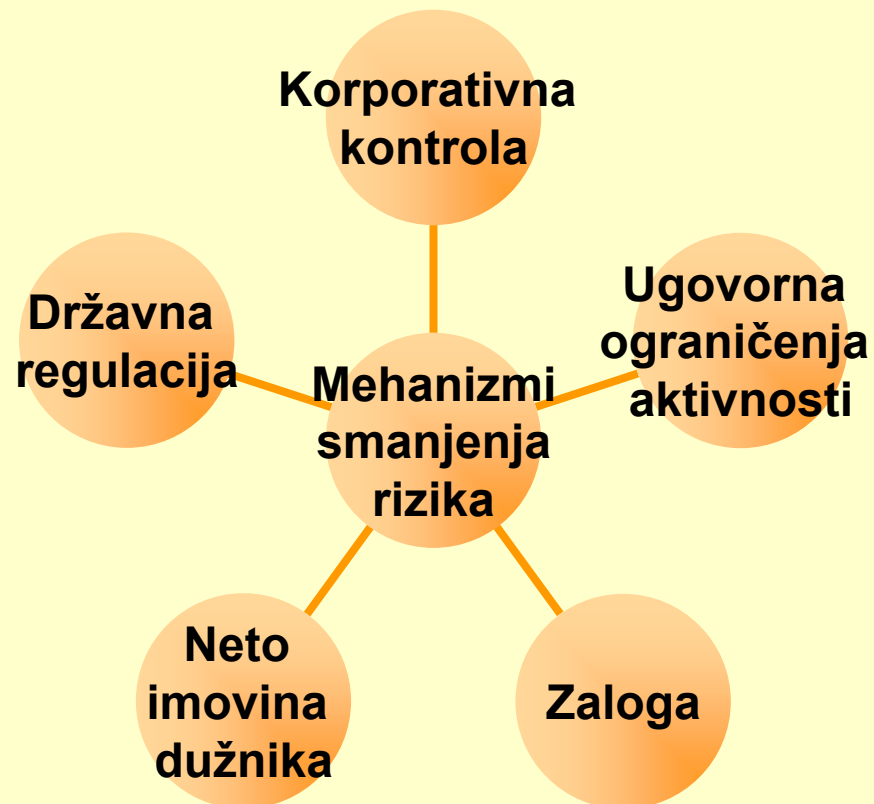 Korporativna
kontrola
Državna
regulacija
Ugovorna
ograničenja
aktivnosti
Mehanizmi
smanjenja
rizika
Neto
imovina
dužnika
Zaloga